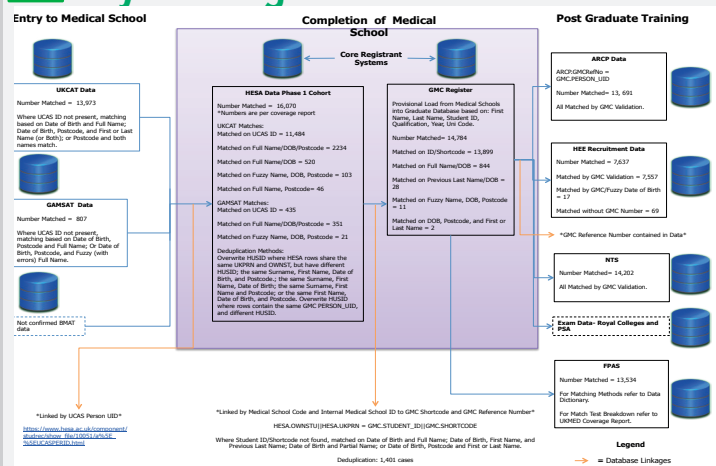 Entry to Medical School
Completion of Medical
School
Post Graduate Training
Core Registrant
Systems
UKCAT Data
Number Matched = 13,973
Where UCAS ID not present, matching
based on Date of Birth and Full Name;
Date of Birth, Postcode, and First or Last
Name (or Both); or Postcode and both
names match.
GAMSAT Data
Number Matched = 807
Where UCAS ID not present,
matching based on Date of Birth,
Postcode and Full Name; Or Date of
Birth, Postcode, and Fuzzy (with
errors) Full Name.
Not confirmed BMAT
data
*Linked by UCAS Person UID*
https://www.hesa.ac.uk/component/
studrec/show_file/10051/a%5E_
%5EUCASPERID.html
HESA Data Phase 1 Cohort
Number Matched = 16,070
*Numbers are per coverage report
UKCAT Matches:
Matched on UCAS ID = 11,484
Matched on Full Name/DOB/Postcode = 2234
Matched on Full Name/DOB = 520
Matched on Fuzzy Name, DOB, Postcode = 103
Matched on Full Name, Postcode= 46
GAMSAT Matches:
Matched on UCAS ID = 435
Matched on Full Name/DOB/Postcode = 351
Matched on Fuzzy Name, DOB, Postcode = 21
Deduplication Methods:
Overwrite HUSID where HESA rows share the
same UKPRN and OWNST, but have different
HUSID; the same Surname, First Name, Date of
Birth, and Postcode.; the same Surname, First
Name, Date of Birth; the same Surname, First
Name and Postcode; or the same First Name,
Date of Birth, and Postcode. Overwrite HUSID
where rows contain the same GMC PERSON_UID,
and different HUSID.
GMC Register
Provisional Load from Medical Schools
into Graduate Database based on: First
Name, Last Name, Student ID,
Qualification, Year, Uni Code.
Number Matched= 14,784
Matched on ID/Shortcode = 13,899
Matched on Full Name/DOB = 844
Matched on Previous Last Name/DOB =
28
Matched on Fuzzy Name, DOB, Postcode
= 11
Matched on DOB, Postcode, and First or
Last Name = 2
*Linked by Medical School Code and Internal Medical School ID to GMC Shortcode and GMC Reference Number*
HESA.OWNSTU||HESA.UKPRN = GMC.STUDENT_ID||GMC.SHORTCODE
Where Student ID/Shortcode not found, matched on Date of Birth and Full Name; Date of Birth, First Name, and
Previous Last Name; Date of Birth and Partial Name; or Date of Birth, Postcode, and First or Last Name.
Deduplication: 1,401 cases
ARCP Data
ARCP.GMCRefNo =
GMC.PERSON_UID
Number Matched= 13, 691
All Matched by GMC Validation.
HEE Recruitment Data
Number Matched = 7,637
Matched by GMC Validation = 7,557
Matched by GMC/Fuzzy Date of Birth
= 17
Matched without GMC Number = 69
*GMC Reference Number contained in Data*
NTS
Number Matched= 14,202
All Matched by GMC Validation.
Exam Data- Royal Colleges and
PSA
FPAS
Number Matched = 13,534
For Matching Methods refer to Data
Dictionary.
For Match Test Breakdown refer to
UKMED Coverage Report.
Legend
= Database Linkages